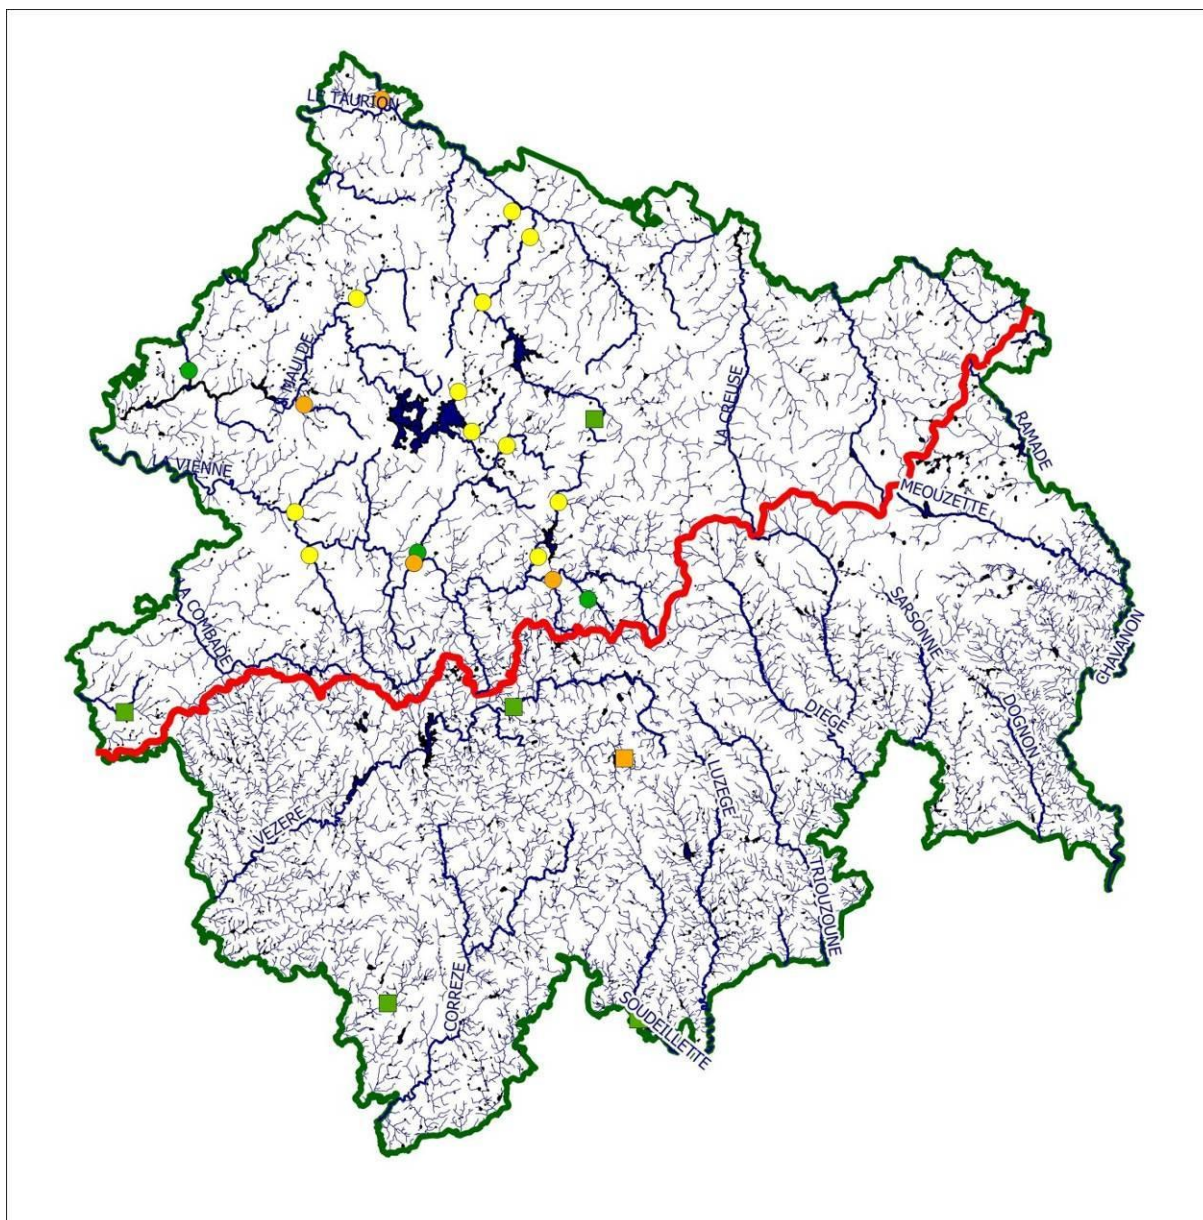 LE TAURION
LA MAULDE
LA CREUSE
RAMADE
LA VIENNE
MEOUZETTE
LA COMBADE
SARSONNE
CHAVANON
DIEGE
DOGNON
LUZEGE
VEZERE
TRIOUZOUNE
CORREZE
SOUDEILLETTE